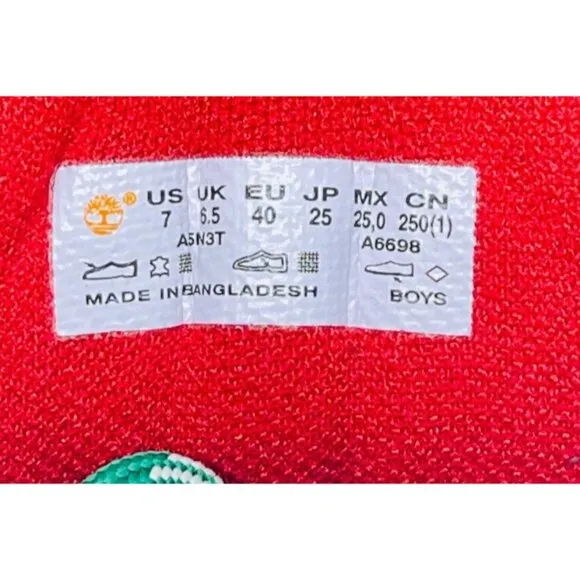 ® US UK EU JP MX CN
7 6.5 40 25 25,0 250(1)
A5N3T A6698
MADE IN BANGLADESH BOYS